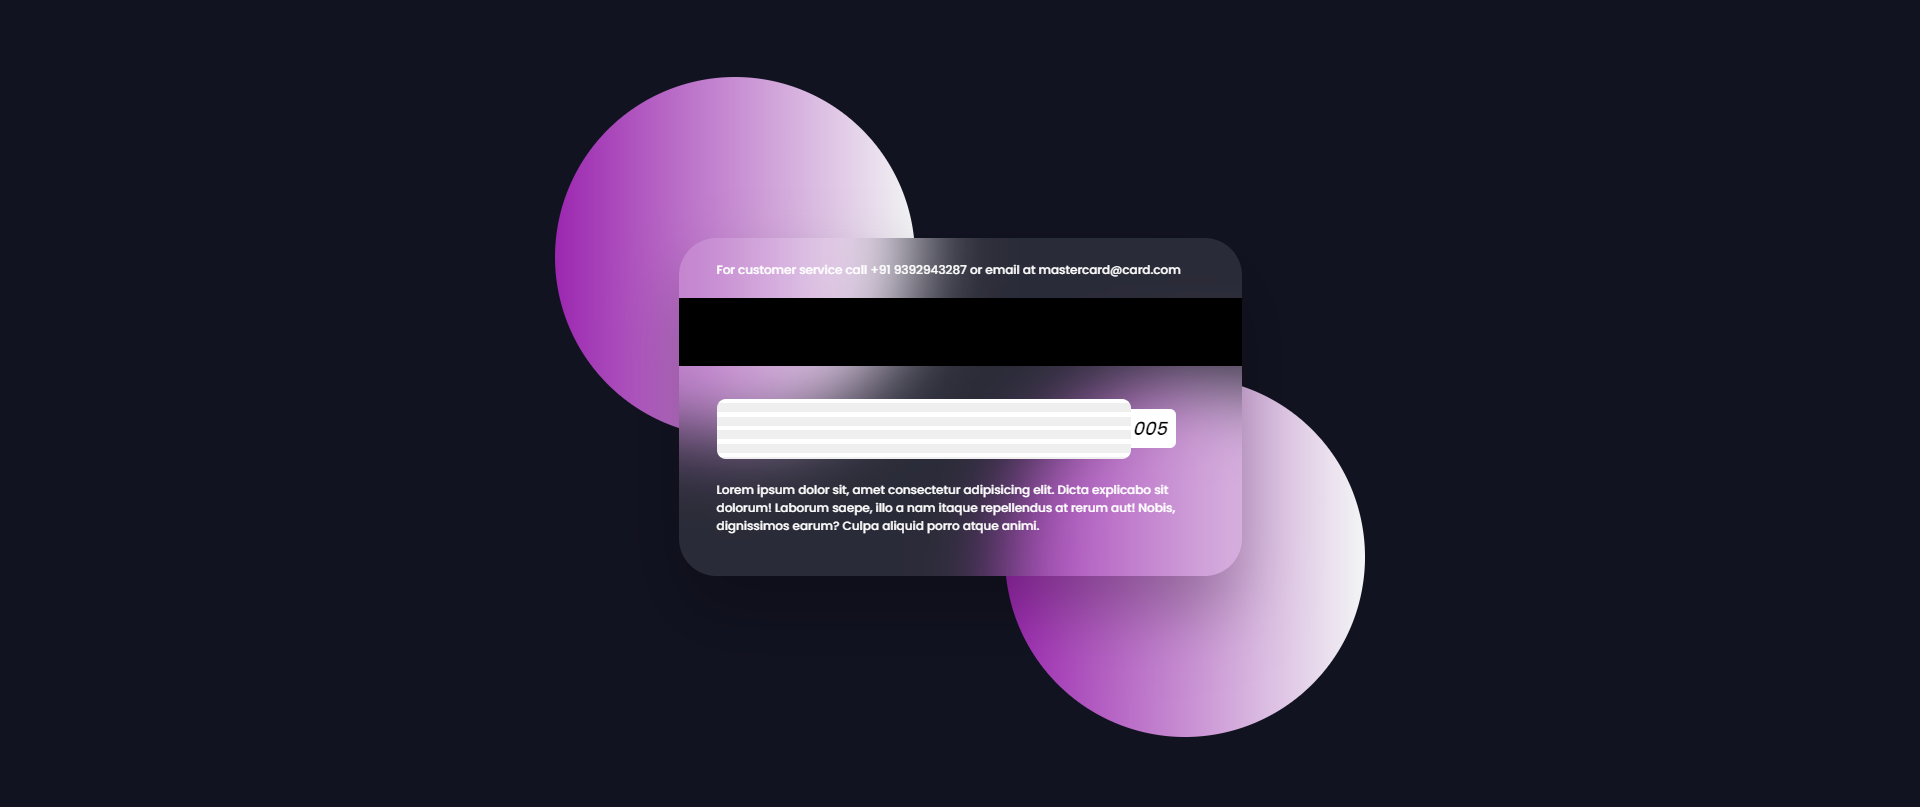 For customer service call +91 9392943287 or email at mastercard@card.com
005
Lorem ipsum dolor sit, amet consectetur adipisicing elit. Dicta explicabo sit
dolorum! Laborum saepe, illo a nam itaque repellendus at rerum aut! Nobis,
dignissimos earum? Culpa aliquid porro atque animi.